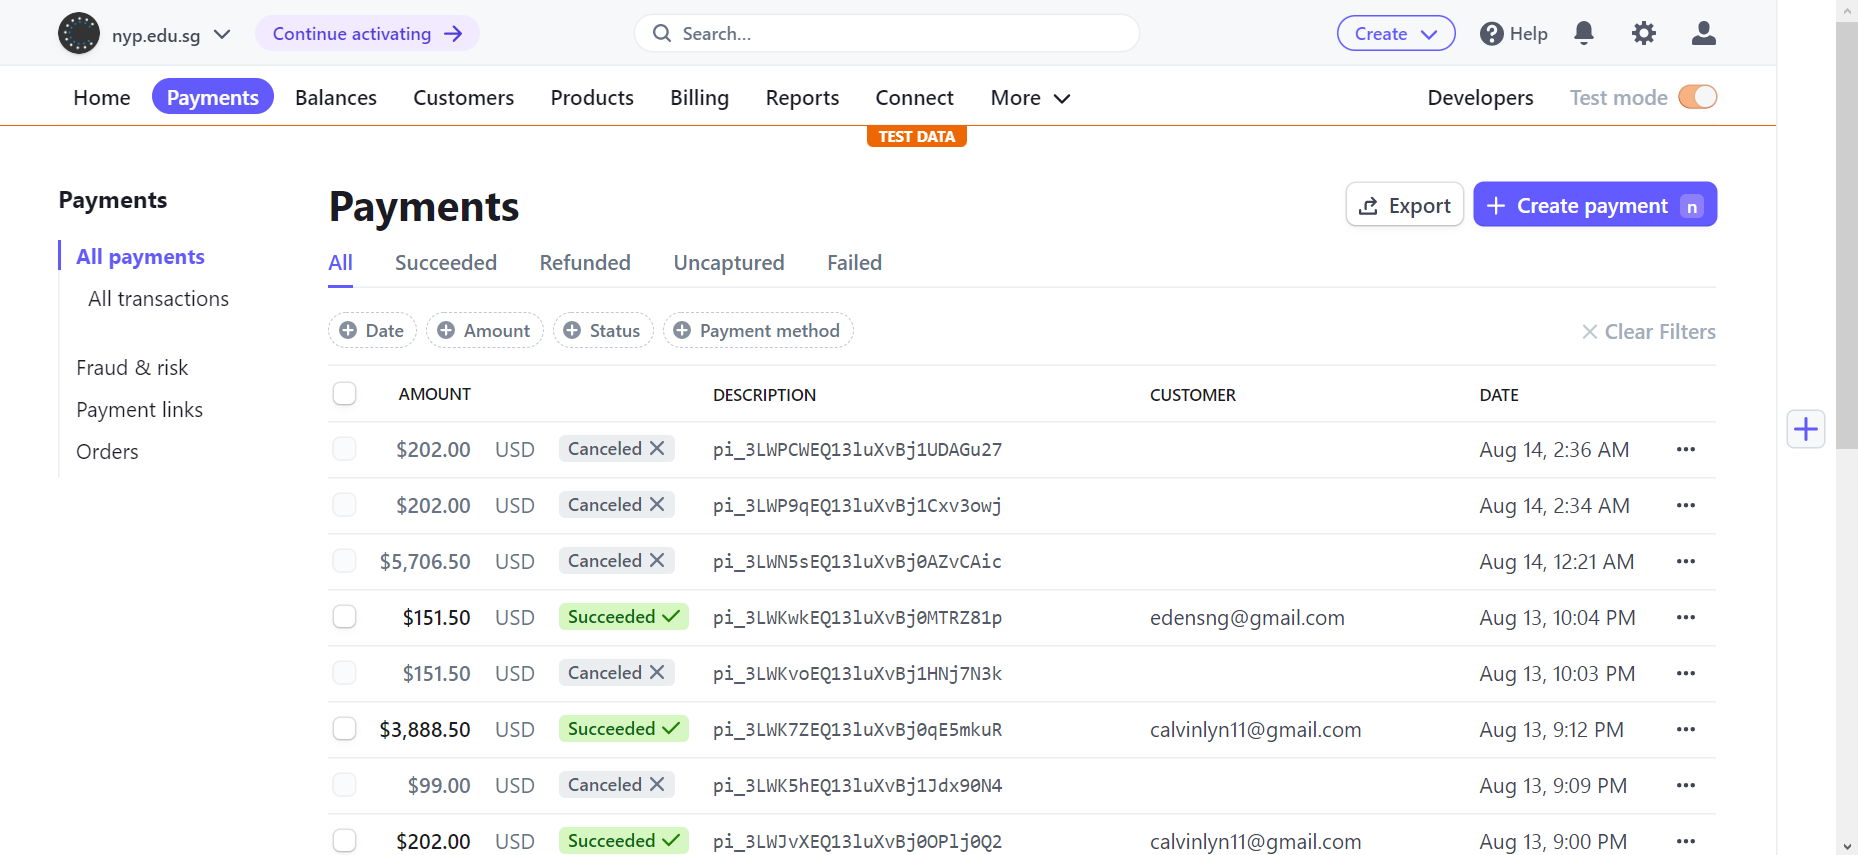 nyp.edu.sg
Continue activating
Search...
Create
Help
Home Payments Balances Customers Products Billing Reports Connect More
Developers Test mode
TEST DATA
Payments
All payments
All transactions
Fraud & risk
Payment links
Orders
Payments
Export
+ Create payment n
All Succeeded Refunded Uncaptured Failed
Date Amount Status Payment method
Clear Filters
AMOUNT DESCRIPTION CUSTOMER DATE
$202.00 USD Canceled pi_3LWPCWEQ13luXvBj1UDAGu27 Aug 14, 2:36 AM
$202.00 USD Canceled pi_3LWP9qEQ13luXvBj1Cxv3owj Aug 14, 2:34 AM
$5,706.50 USD Canceled pi_3LWN5sEQ13luXvBj0AZvCAic Aug 14, 12:21 AM
$151.50 USD Succeeded pi_3LWKwkEQ13luXvBj0MTRZ81p edensng@gmail.com Aug 13, 10:04 PM
$151.50 USD Canceled pi_3LWKvoEQ13luXvBj1HNj7N3k Aug 13, 10:03 PM
$3,888.50 USD Succeeded pi_3LWK7ZEQ13luXvBj0qE5mkuR calvinlyn11@gmail.com Aug 13, 9:12 PM
$99.00 USD Canceled pi_3LWK5hEQ13luXvBj1Jdx90N4 Aug 13, 9:09 PM
$202.00 USD Succeeded pi_3LWJvXEQ13luXvBj0OPlj0Q2 calvinlyn11@gmail.com Aug 13, 9:00 PM